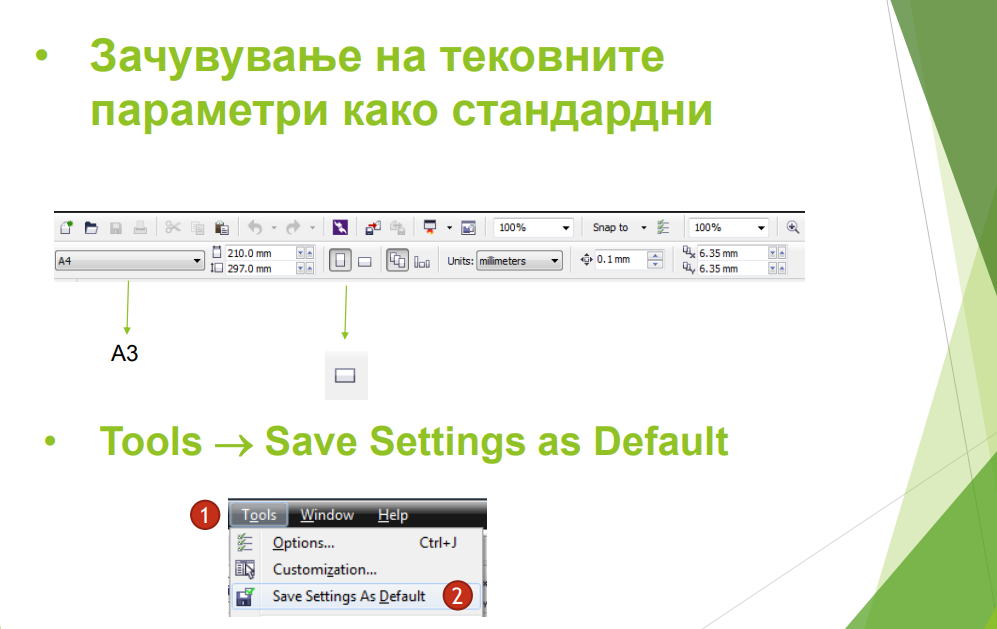 • Зачувување на тековните
параметри како стандардни
100% Snap to 100%
A4 210.0 mm 297.0 mm Units: millimeters 0.1 mm 6.35 mm 6.35 mm
A3
• Tools → Save Settings as Default
1 Tools Window Help
Options... Ctrl+J
Customization...
Save Settings As Default 2